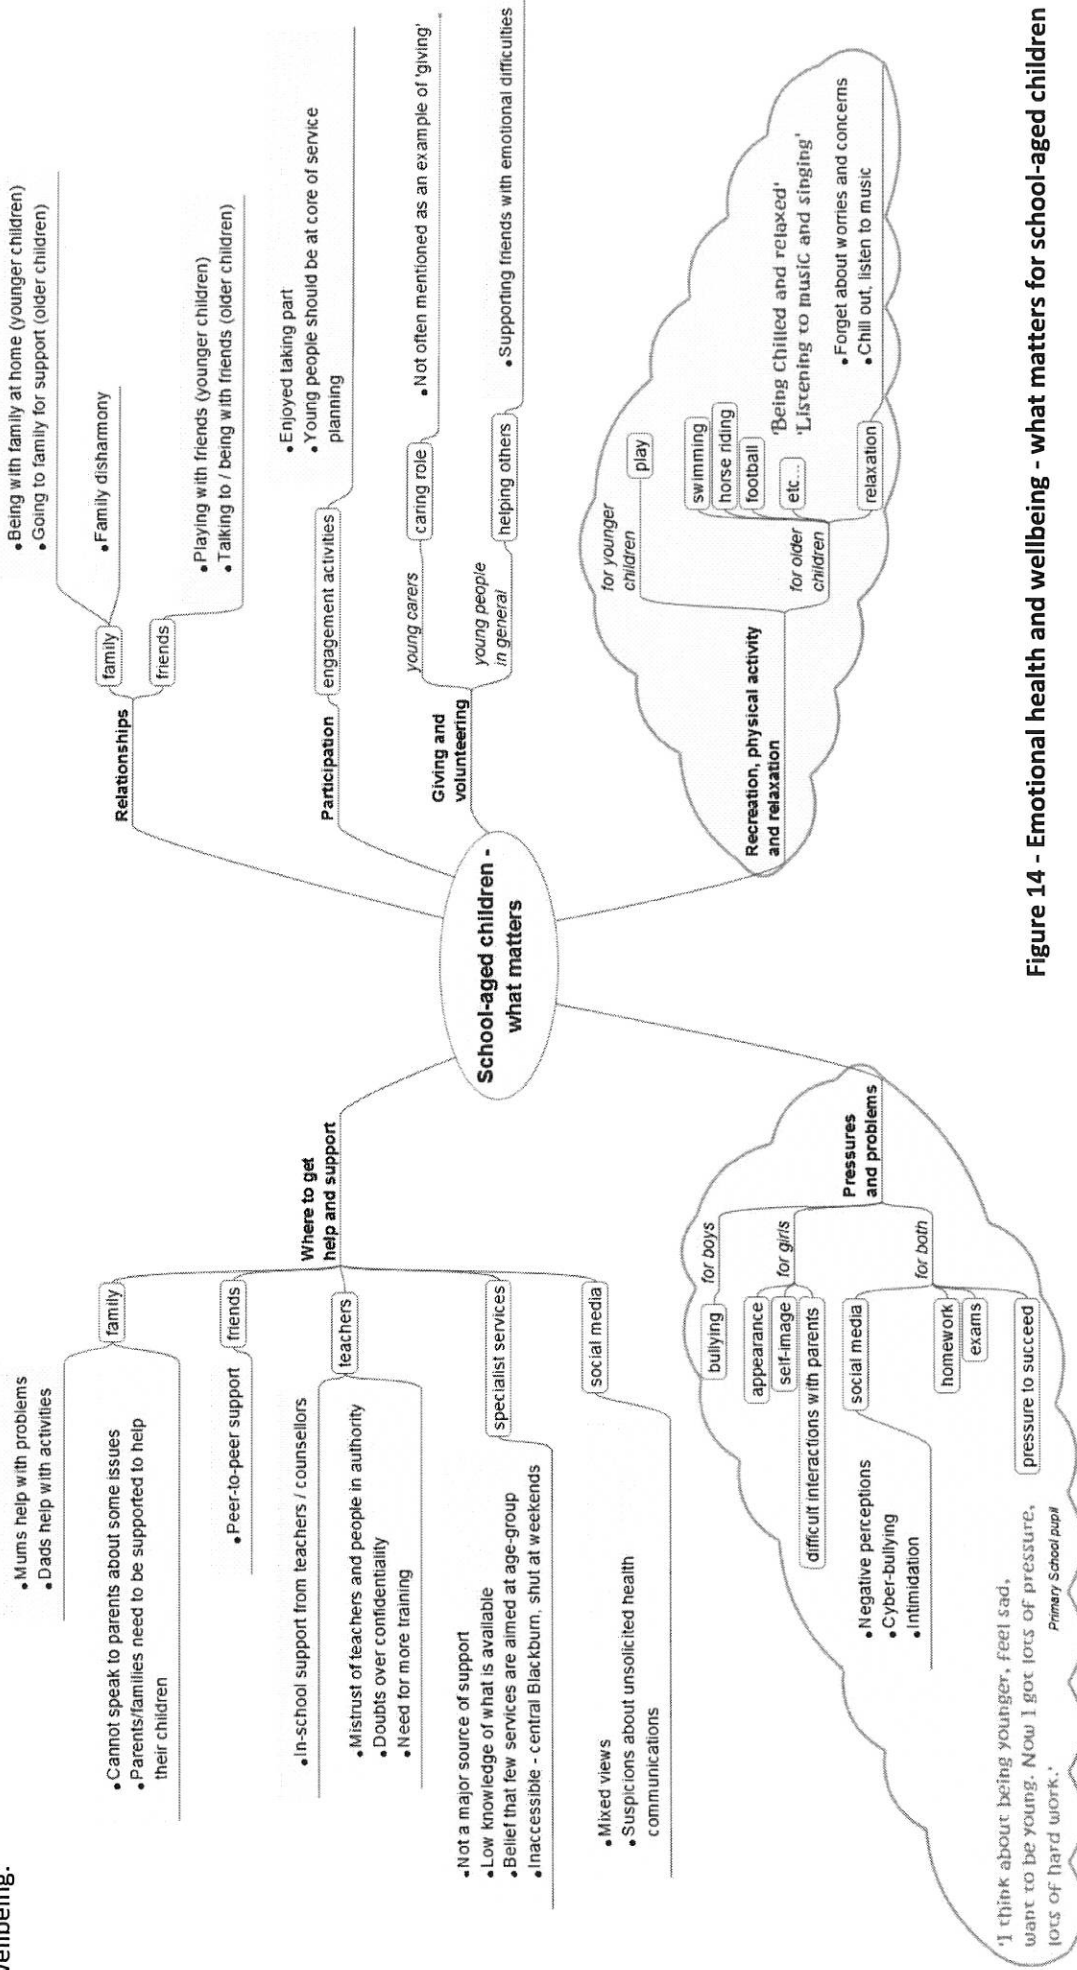 vellbeing.
• Mums help with problems
• Dads help with activities
family
• Cannot speak to parents about some issues
• Parents/families need to be supported to help
their children
• Peer-to-peer support
friends
Where to get
help and support
• In-school support from teachers / counsellors
teachers
• Mistrust of teachers and people in authority
• Doubts over confidentiality
• Need for more training
• Not a major source of support
• Low knowledge of what is available
• Belief that few services are aimed at age-group
• Inaccessible - central Blackburn, shut at weekends
specialist services
• Mixed views
• Suspicions about unsolicited health
communications
social media
School-aged children -
what matters
Relationships
family
• Being with family at home (younger children)
• Going to family for support (older children)
• Family disharmony
friends
• Playing with friends (younger children)
• Talking to / being with friends (older children)
Participation
engagement activities
• Enjoyed taking part
• Young people should be at core of service
planning
Giving and
volunteering
young carers
caring role
• Not often mentioned as an example of 'giving'
young people
in general
helping others
• Supporting friends with emotional difficulties
Pressures
and problems
for boys
bullying
for girls
appearance
self-image
difficult interactions with parents
for both
social media
• Negative perceptions
• Cyber-bullying
• Intimidation
homework
exams
pressure to succeed
'I think about being younger, feel sad,
want to be young. Now I got lots of pressure,
lots of hard work.'
Primary School pupil
Recreation, physical activity
and relaxation
for younger
children
play
for older
children
swimming
horse riding
football
etc...
'Being Chilled and relaxed'
'Listening to music and singing'
relaxation
• Forget about worries and concerns
• Chill out, listen to music
Figure 14 - Emotional health and wellbeing - what matters for school-aged children